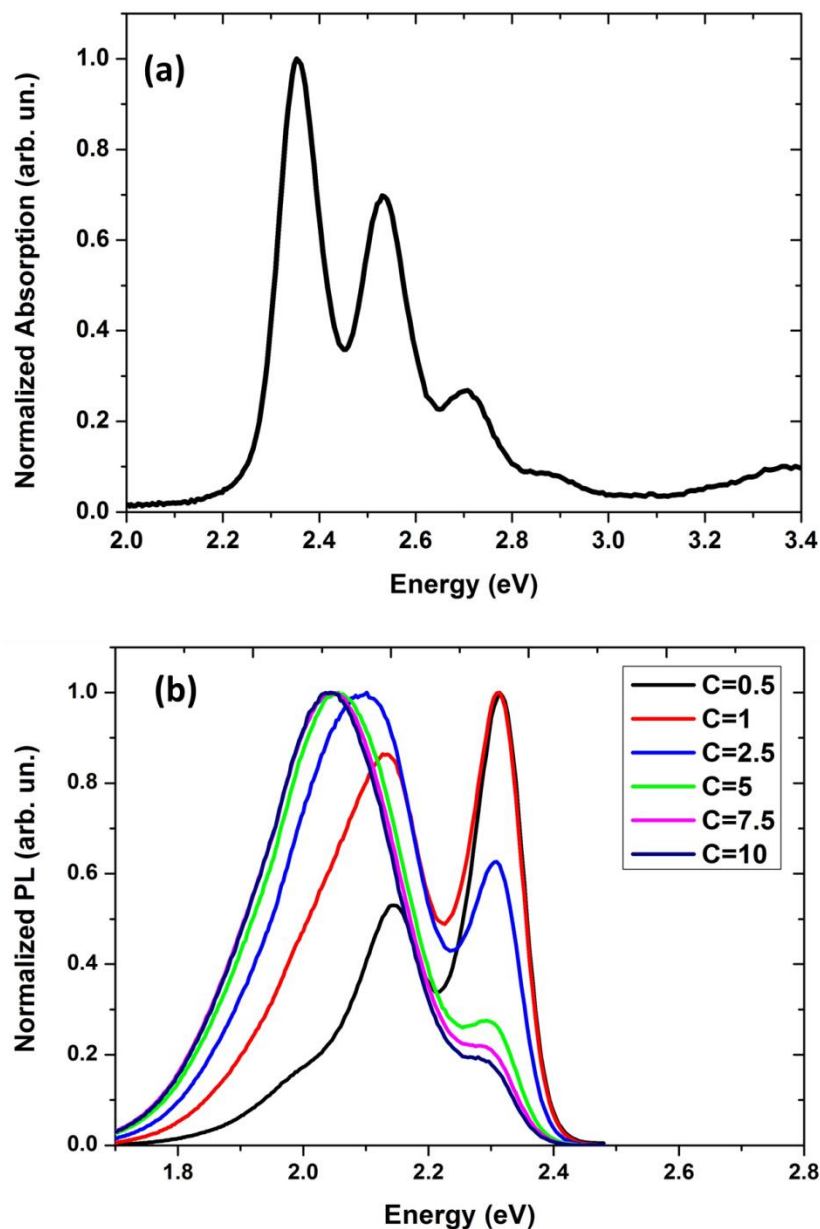 (a)
Normalized Absorption (arb. un.)
1.0
0.8
0.6
0.4
0.2
0.0
2.0 2.2 2.4 2.6 2.8 3.0 3.2 3.4
Energy (eV)
(b)
Normalized PL (arb. un.)
1.0
0.8
0.6
0.4
0.2
0.0
C=0.5
C=1
C=2.5
C=5
C=7.5
C=10
1.8 2.0 2.2 2.4 2.6 2.8
Energy (eV)